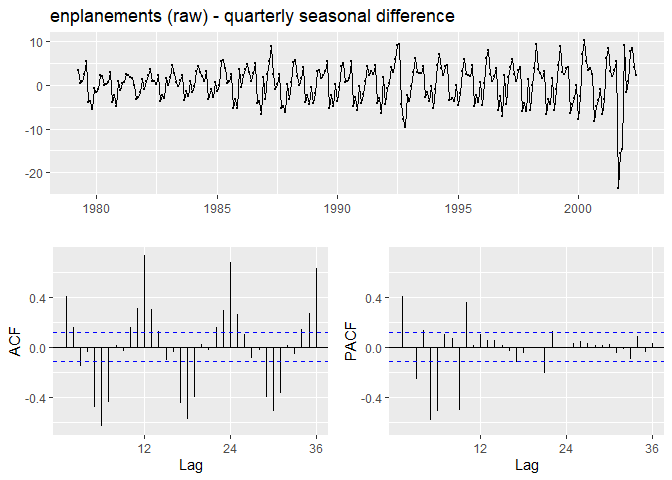 enplanements (raw) - quarterly seasonal difference
10
0
-10
-20
1980 1985 1990 1995 2000
ACF
0.4
0.0
-0.4
12 24 36
Lag
PACF
0.4
0.0
-0.4
12 24 36
Lag